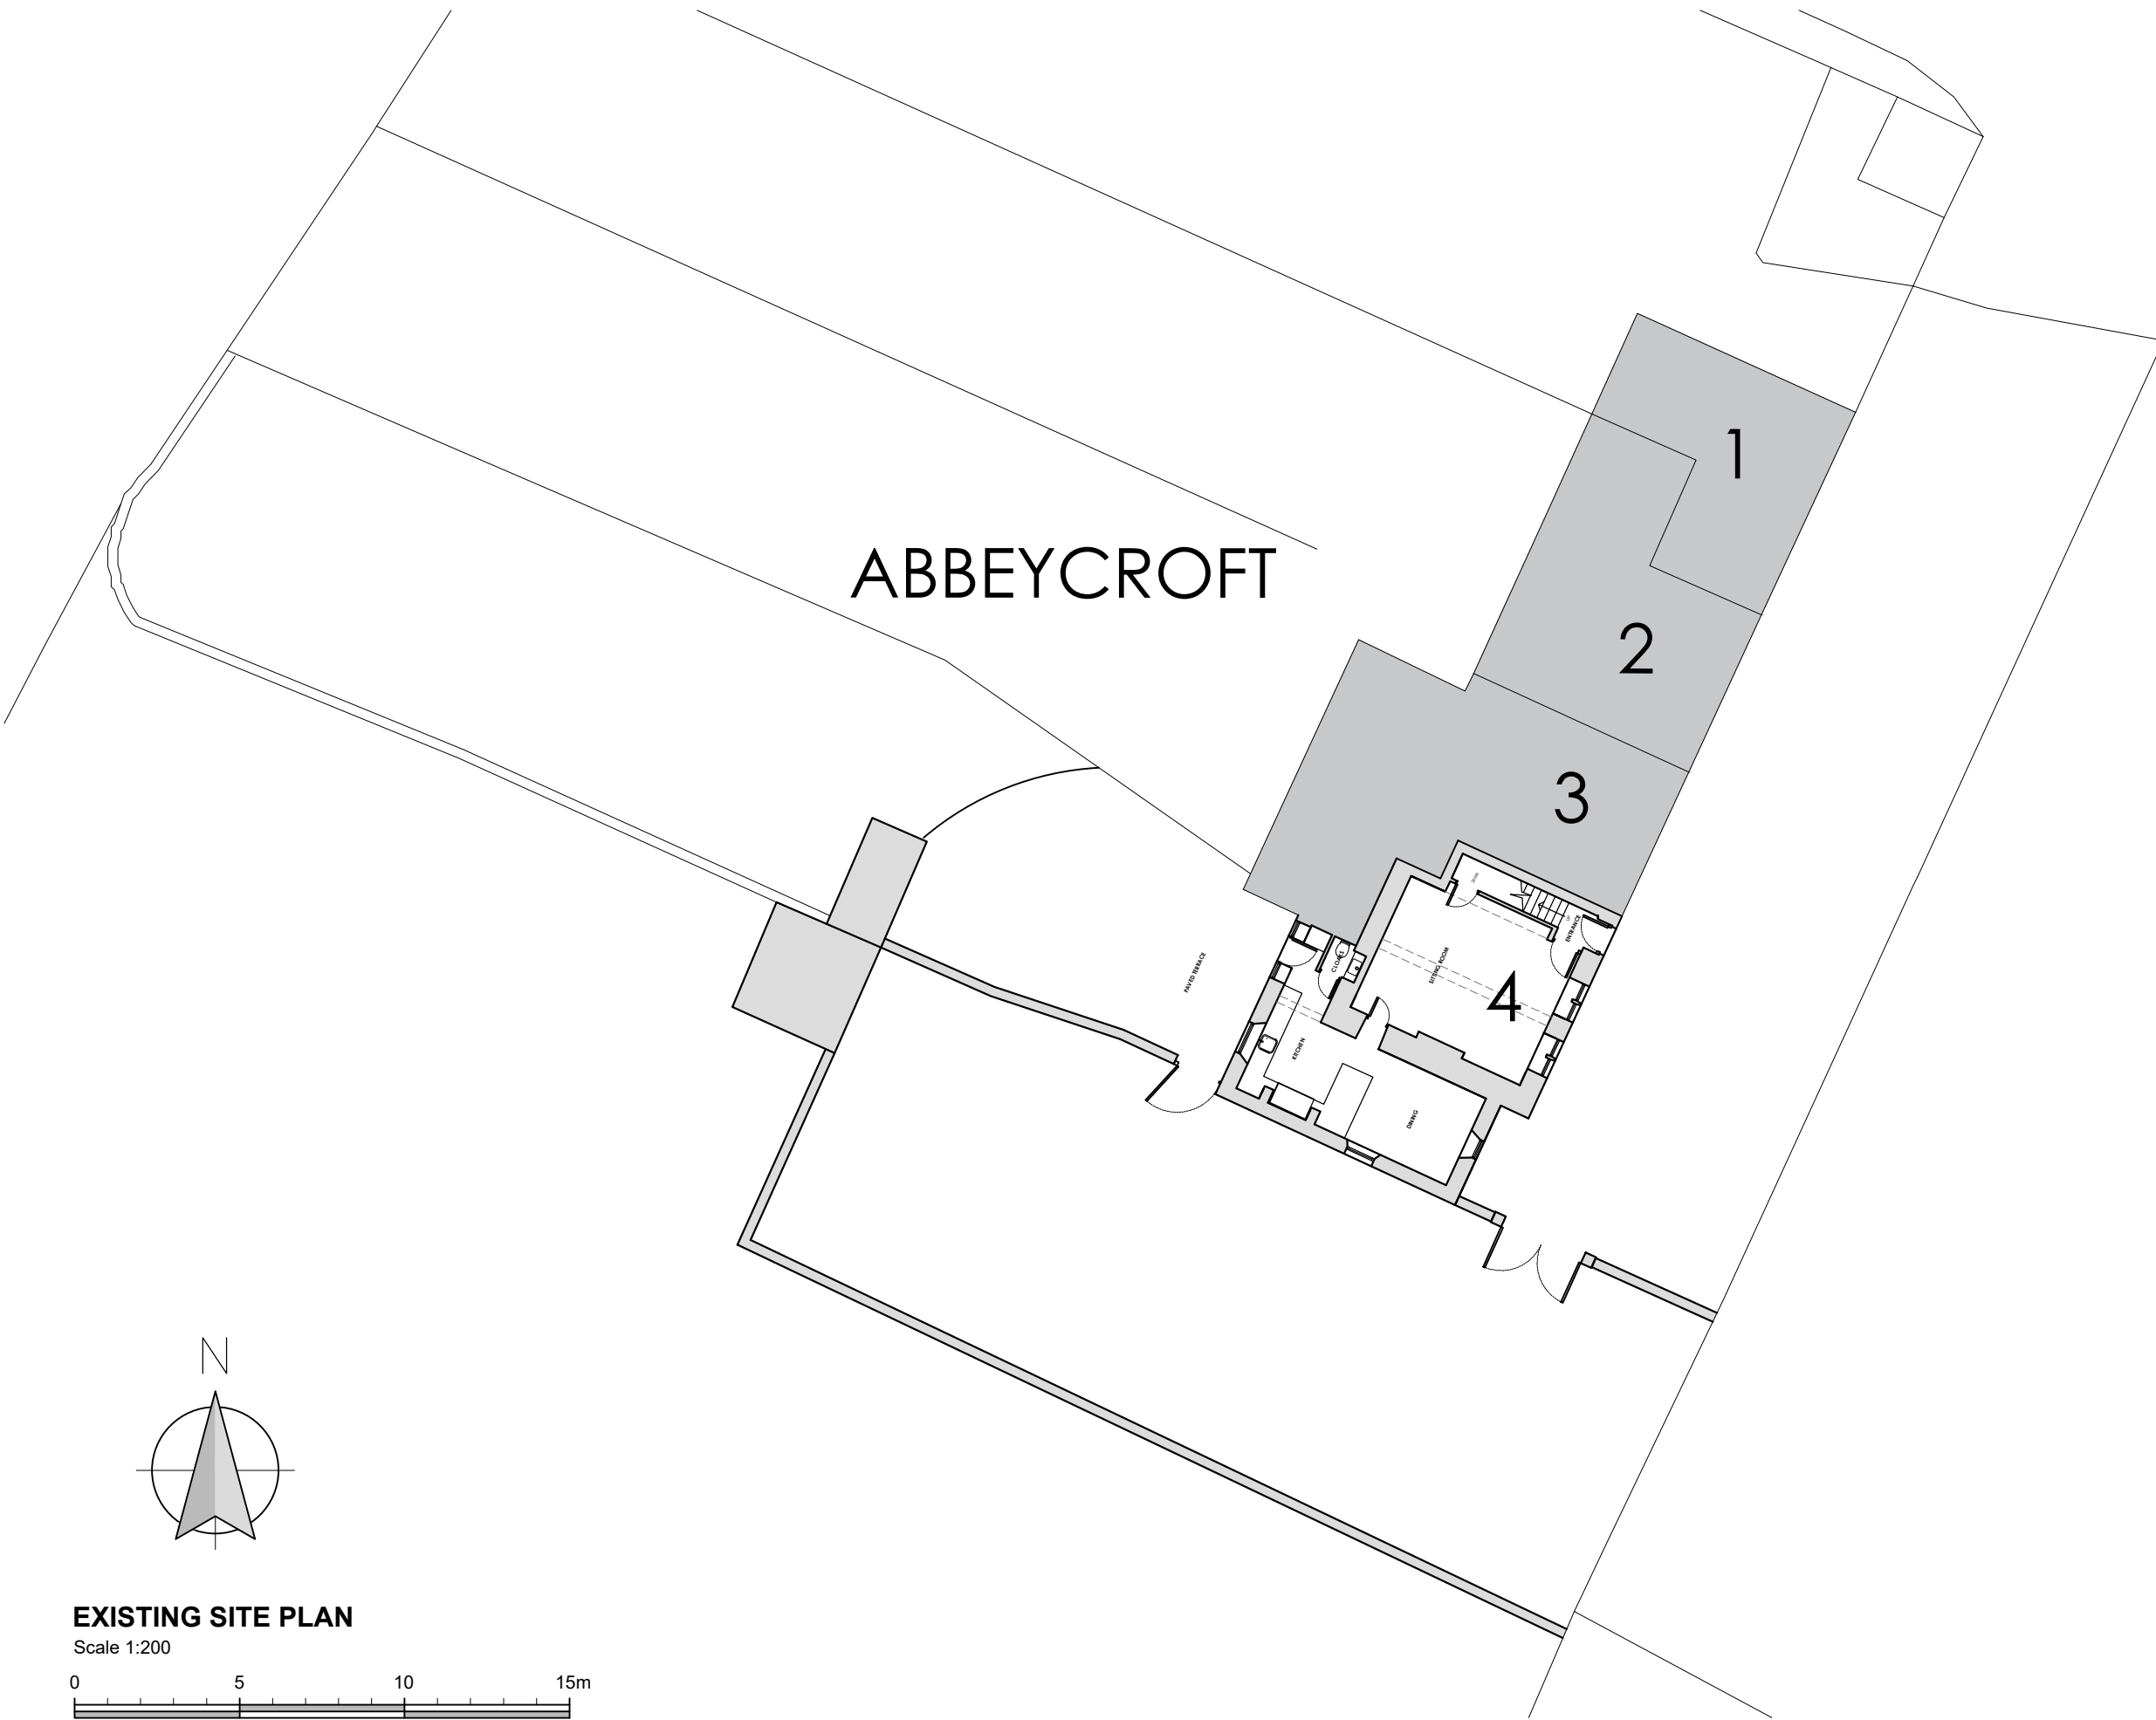 1
ABBEYCROFT
2
3
ENTRANCE
CLOAKS
SITTING ROOM
PAVED TERRACE
4
KITCHEN
DINING
N
EXISTING SITE PLAN
Scale 1:200
0 5 10 15m